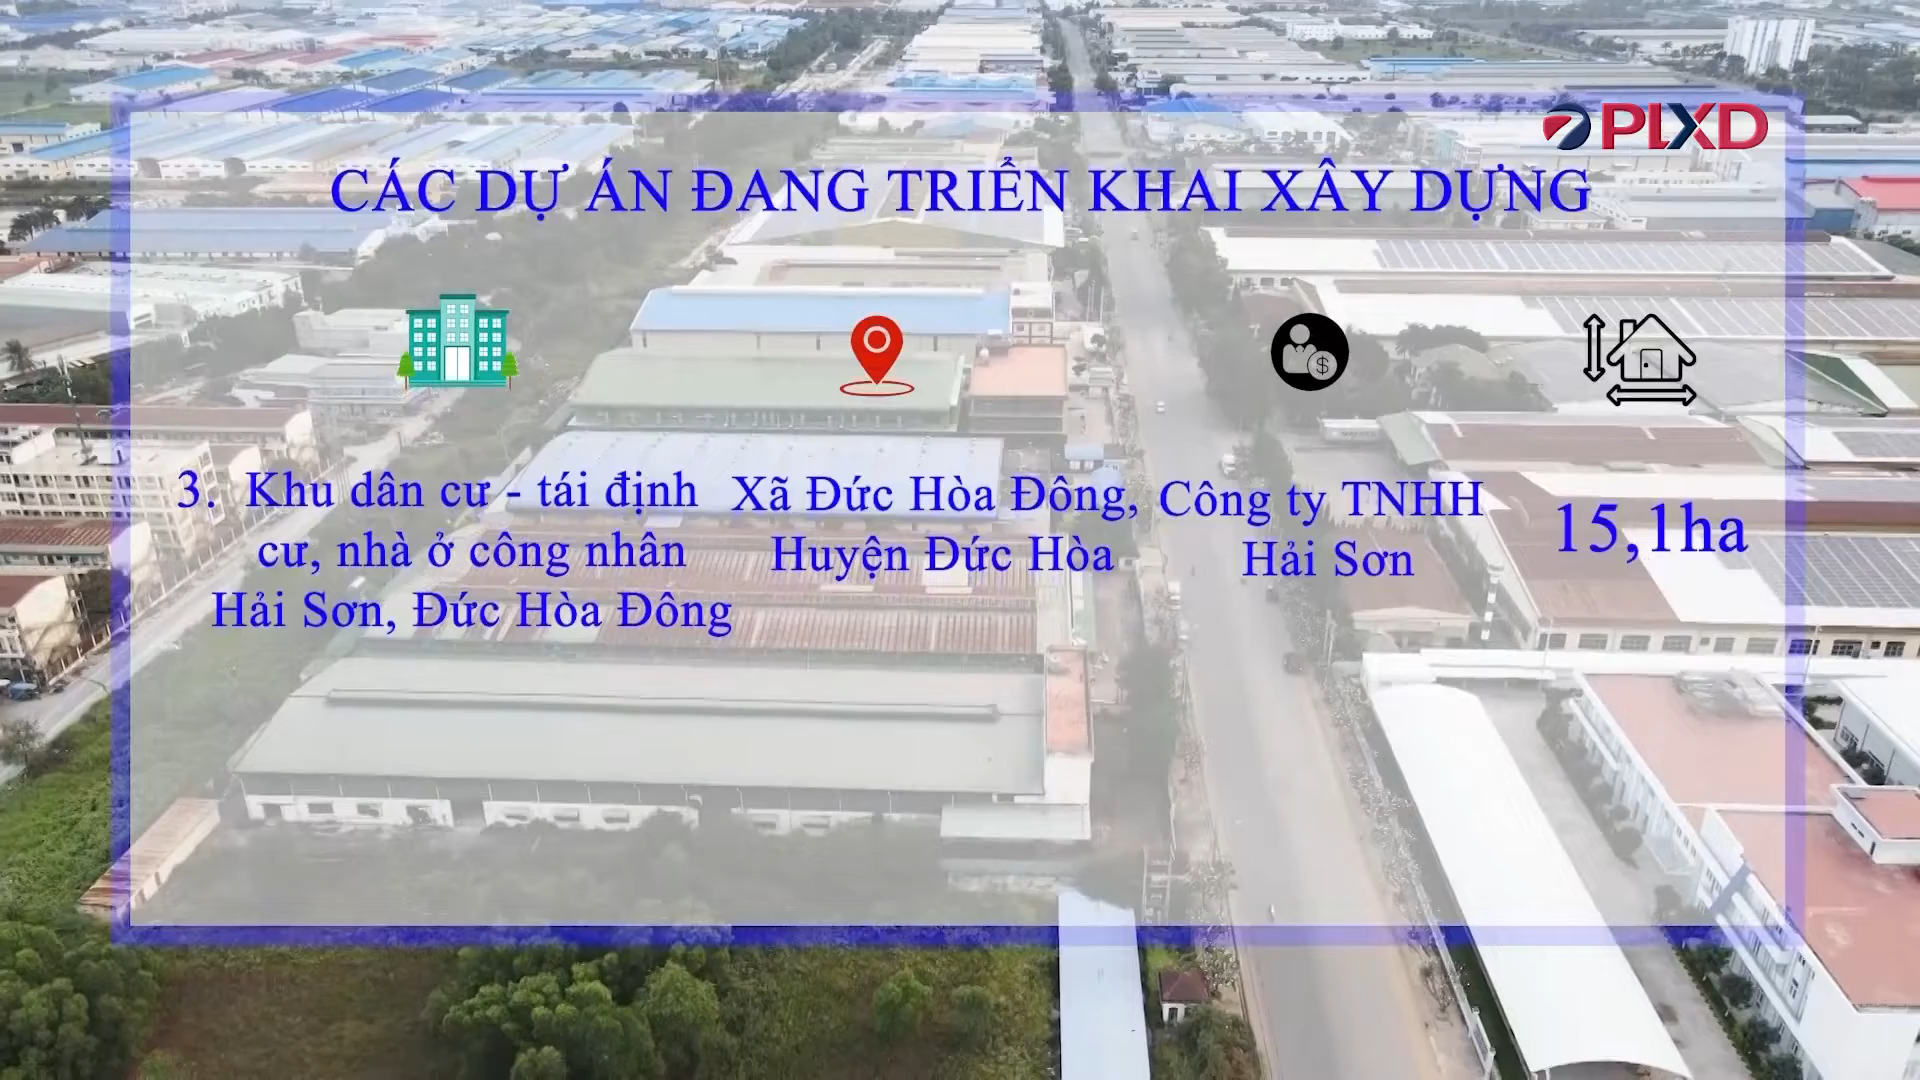 PLXD
CÁC DỰ ÁN ĐANG TRIỂN KHAI XÂY DỰNG
3. Khu dân cư - tái định
cư, nhà ở công nhân
Hải Sơn, Đức Hòa Đông
Xã Đức Hòa Đông,
Huyện Đức Hòa
$
Công ty TNHH
Hải Sơn
15,1ha